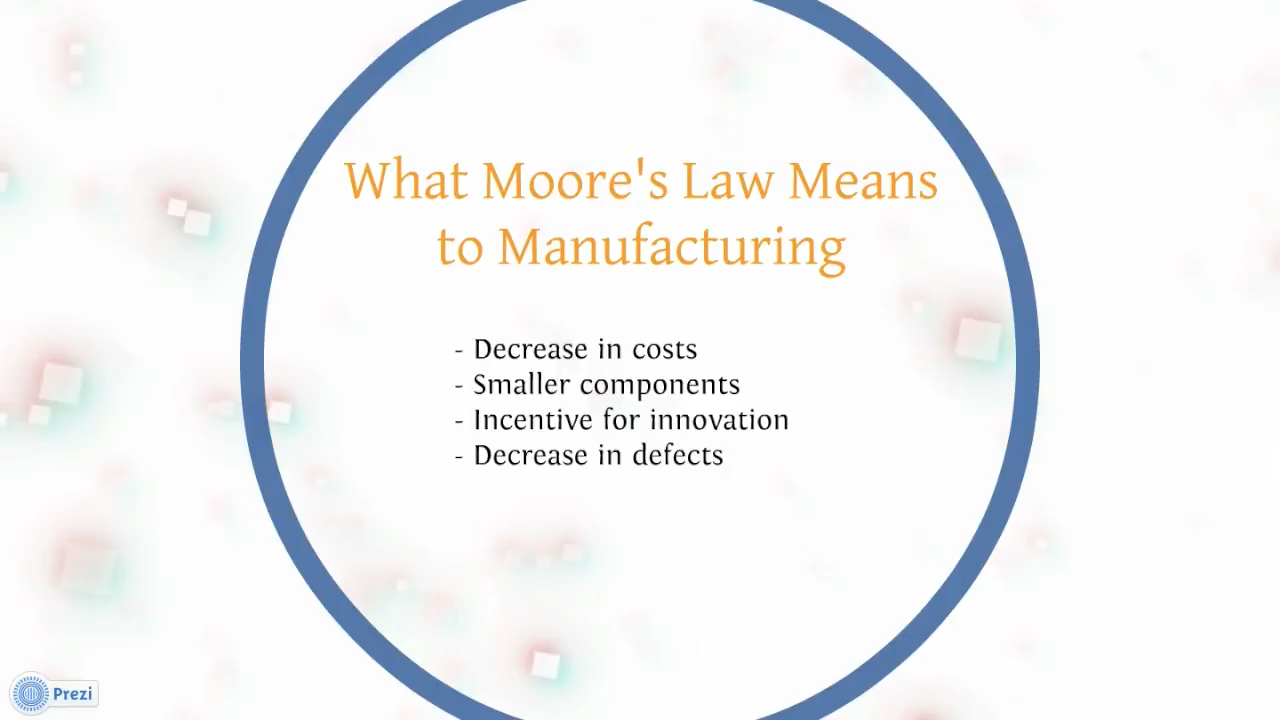 What Moore's Law Means
to Manufacturing
- Decrease in costs
- Smaller components
- Incentive for innovation
- Decrease in defects
Prezi